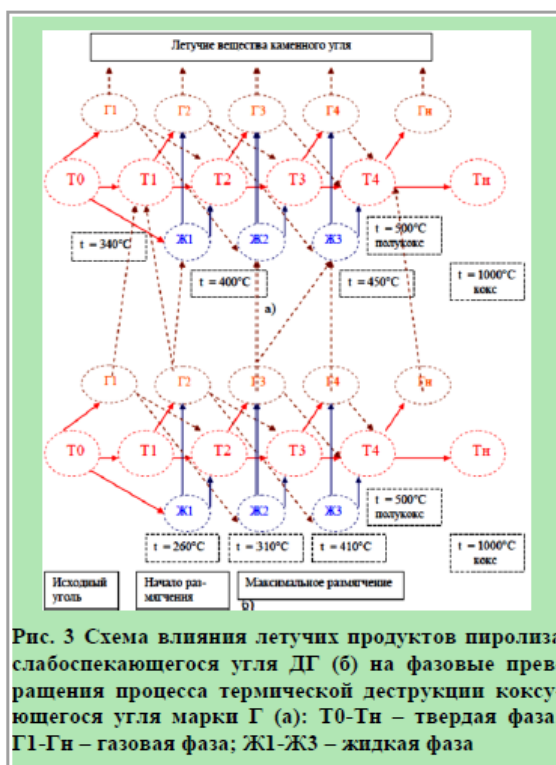 Летучие вещества каменного угля
Г1 Г2 Г3 Г4 Гн
Т0 Т1 Т2 Т3 Т4 Тн
Ж1 Ж2 Ж3
t = 340°C
t = 400°C
t = 450°C
t = 500°C
полукокс
t = 1000°C
кокс
а)
Г1 Г2 Г3 Г4 Гн
Т0 Т1 Т2 Т3 Т4 Тн
Ж1 Ж2 Ж3
t = 500°C
полукокс
t = 260°C
t = 310°C
t = 410°C
t = 1000°C
кокс
Исходный
уголь
Начало раз-
мягчения
Максимальное размягчение
б)
Рис. 3 Схема влияния летучих продуктов пиролиза
слабоспекающегося угля ДГ (б) на фазовые прев
ращения процесса термической деструкции коксу
ющегося угля марки Г (а): Т0-Тн – твердая фаза
Г1-Гн – газовая фаза; Ж1-Ж3 – жидкая фаза